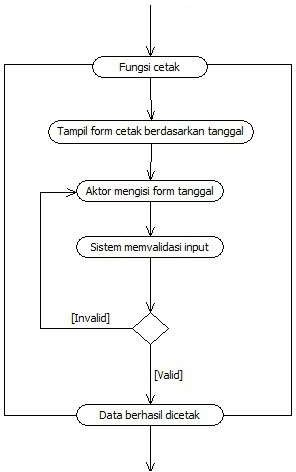 Fungsi cetak
Tampil form cetak berdasarkan tanggal
Aktor mengisi form tanggal
Sistem memvalidasi input
[Invalid]
[Valid]
Data berhasil dicetak